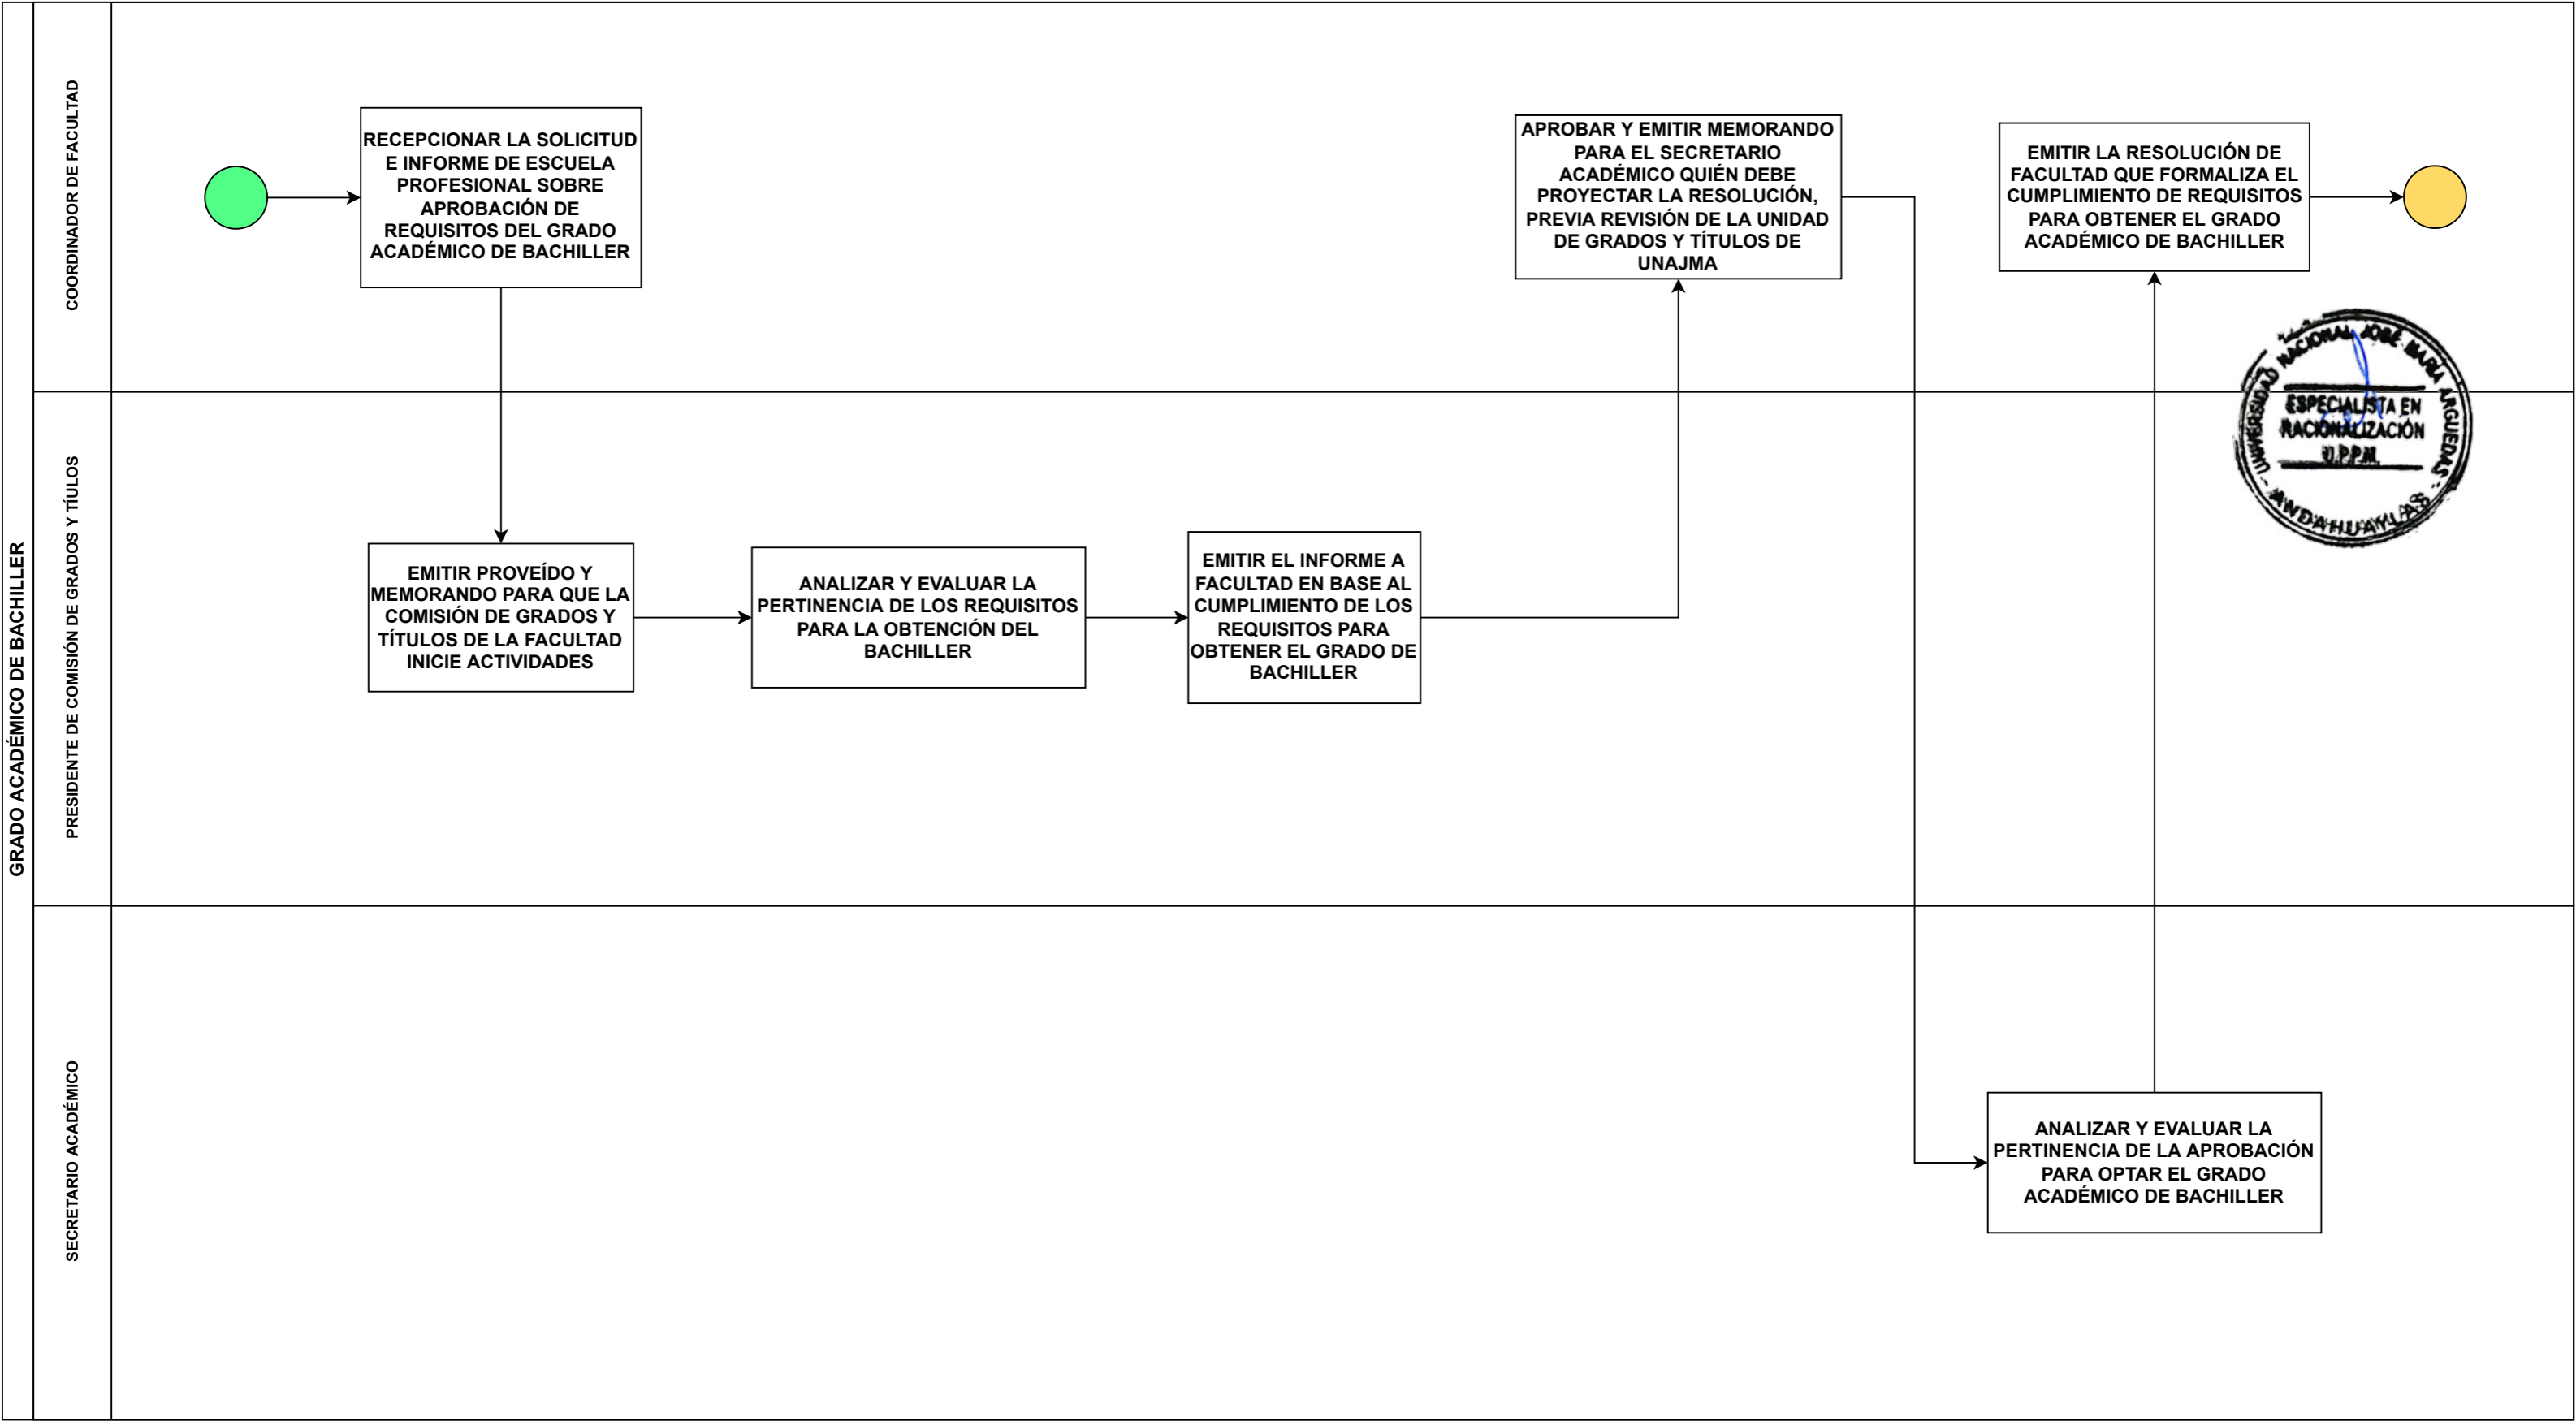 GRADO ACADÉMICO DE BACHILLER
COORDINADOR DE FACULTAD
RECEPCIONAR LA SOLICITUD
E INFORME DE ESCUELA
PROFESIONAL SOBRE
APROBACIÓN DE
REQUISITOS DEL GRADO
ACADÉMICO DE BACHILLER
APROBAR Y EMITIR MEMORANDO
PARA EL SECRETARIO
ACADÉMICO QUIÉN DEBE
PROYECTAR LA RESOLUCIÓN,
PREVIA REVISIÓN DE LA UNIDAD
DE GRADOS Y TÍTULOS DE
UNAJMA
EMITIR LA RESOLUCIÓN DE
FACULTAD QUE FORMALIZA EL
CUMPLIMIENTO DE REQUISITOS
PARA OBTENER EL GRADO
ACADÉMICO DE BACHILLER
UNIVERSIDAD NACIONAL JOSÉ MARÍA ARGUEDAS
ESPECIALISTA EN
RACIONALIZACIÓN
U.P.P.M.
- ANDAHUAYLAS -
PRESIDENTE DE COMISIÓN DE GRADOS Y TÍULOS
EMITIR PROVEÍDO Y
MEMORANDO PARA QUE LA
COMISIÓN DE GRADOS Y
TÍTULOS DE LA FACULTAD
INICIE ACTIVIDADES
ANALIZAR Y EVALUAR LA
PERTINENCIA DE LOS REQUISITOS
PARA LA OBTENCIÓN DEL
BACHILLER
EMITIR EL INFORME A
FACULTAD EN BASE AL
CUMPLIMIENTO DE LOS
REQUISITOS PARA
OBTENER EL GRADO DE
BACHILLER
SECRETARIO ACADÉMICO
ANALIZAR Y EVALUAR LA
PERTINENCIA DE LA APROBACIÓN
PARA OPTAR EL GRADO
ACADÉMICO DE BACHILLER